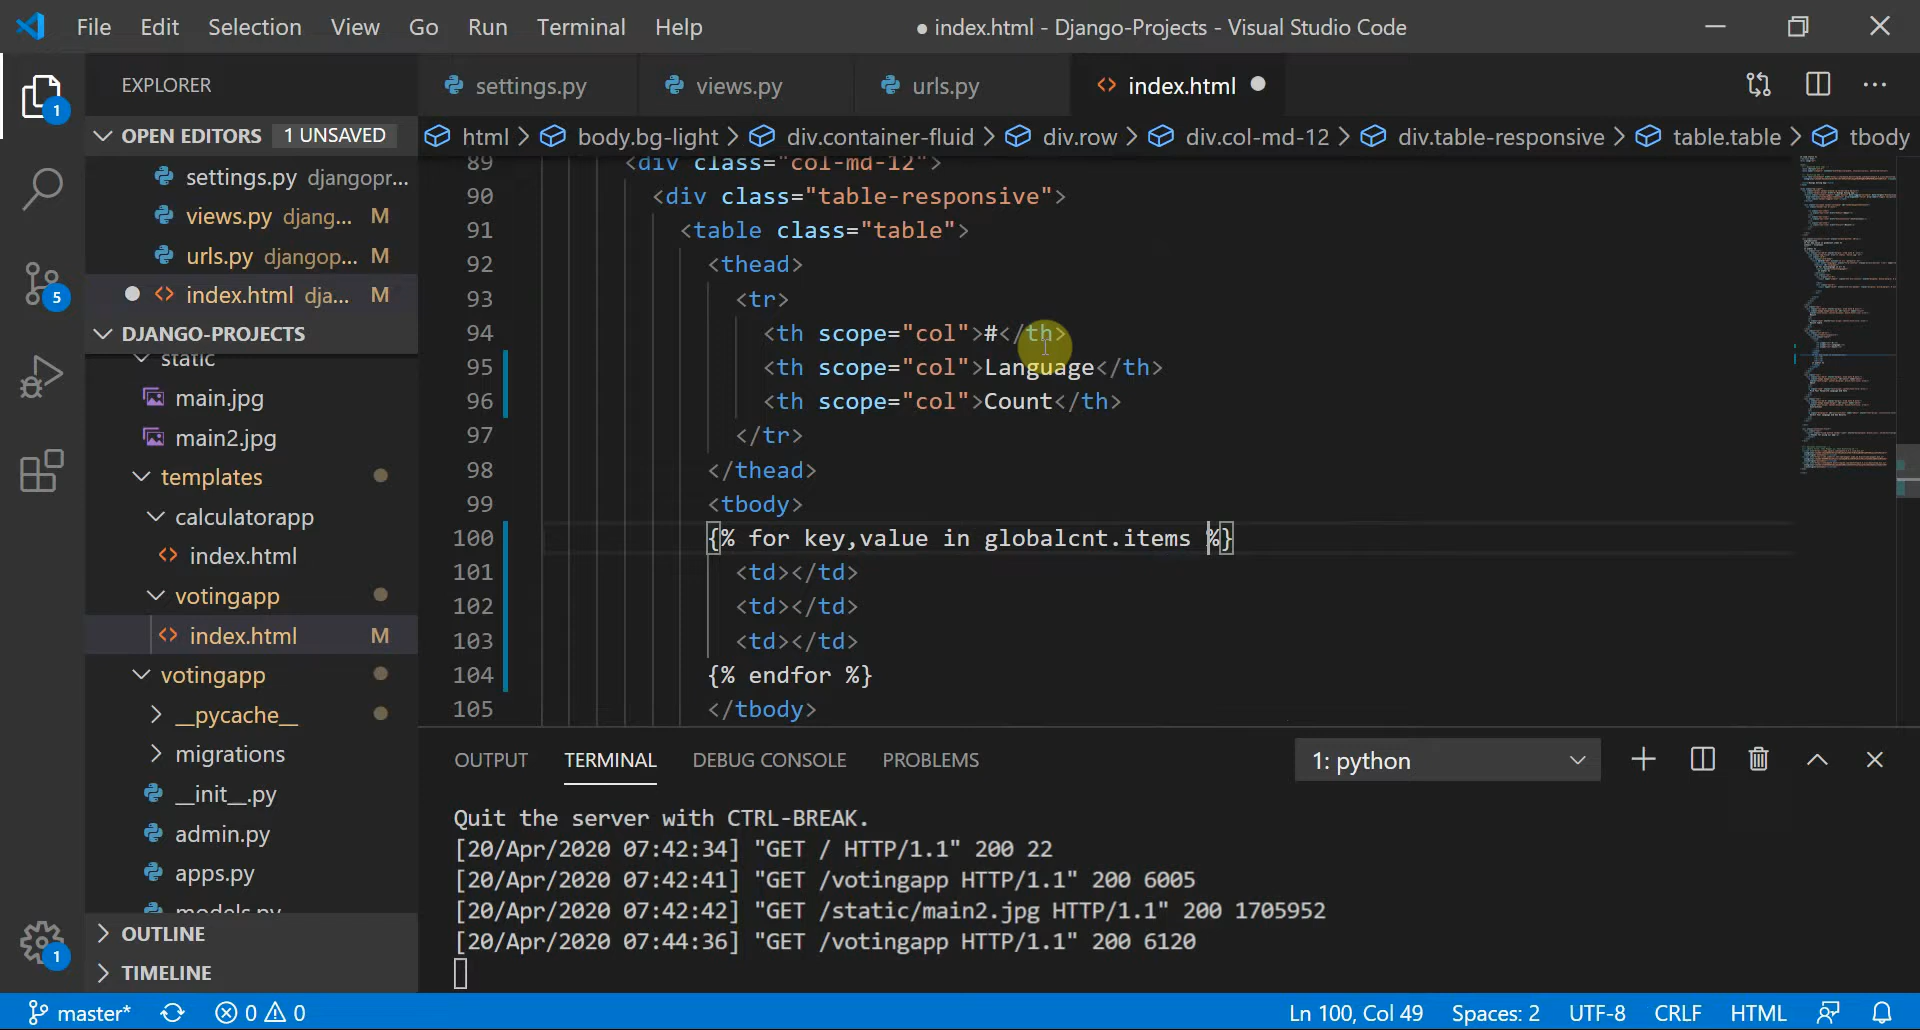 File Edit Selection View Go Run Terminal Help
● index.html - Django-Projects - Visual Studio Code
EXPLORER
settings.py
views.py
urls.py
<> index.html ●
OPEN EDITORS 1 UNSAVED
settings.py djangopr...
views.py djang... M
urls.py djangop... M
● <> index.html dja... M
DJANGO-PROJECTS
static
main.jpg
main2.jpg
templates
calculatorapp
<> index.html
votingapp
<> index.html M
votingapp
__pycache__
migrations
__init__.py
admin.py
apps.py
models.py
OUTLINE
TIMELINE
1
5
1
html > body.bg-light > div.container-fluid > div.row > div.col-md-12 > div.table-responsive > table.table > tbody
89 <div class="col-md-12">
90 <div class="table-responsive">
91 <table class="table">
92 <thead>
93 <tr>
94 <th scope="col">#</th>
95 <th scope="col">Language</th>
96 <th scope="col">Count</th>
97 </tr>
98 </thead>
99 <tbody>
100 {% for key,value in globalcnt.items %}
101 <td></td>
102 <td></td>
103 <td></td>
104 {% endfor %}
105 </tbody>
OUTPUT TERMINAL DEBUG CONSOLE PROBLEMS
1: python
Quit the server with CTRL-BREAK.
[20/Apr/2020 07:42:34] "GET / HTTP/1.1" 200 22
[20/Apr/2020 07:42:41] "GET /votingapp HTTP/1.1" 200 6005
[20/Apr/2020 07:42:42] "GET /static/main2.jpg HTTP/1.1" 200 1705952
[20/Apr/2020 07:44:36] "GET /votingapp HTTP/1.1" 200 6120
master* 0 0
Ln 100, Col 49 Spaces: 2 UTF-8 CRLF HTML